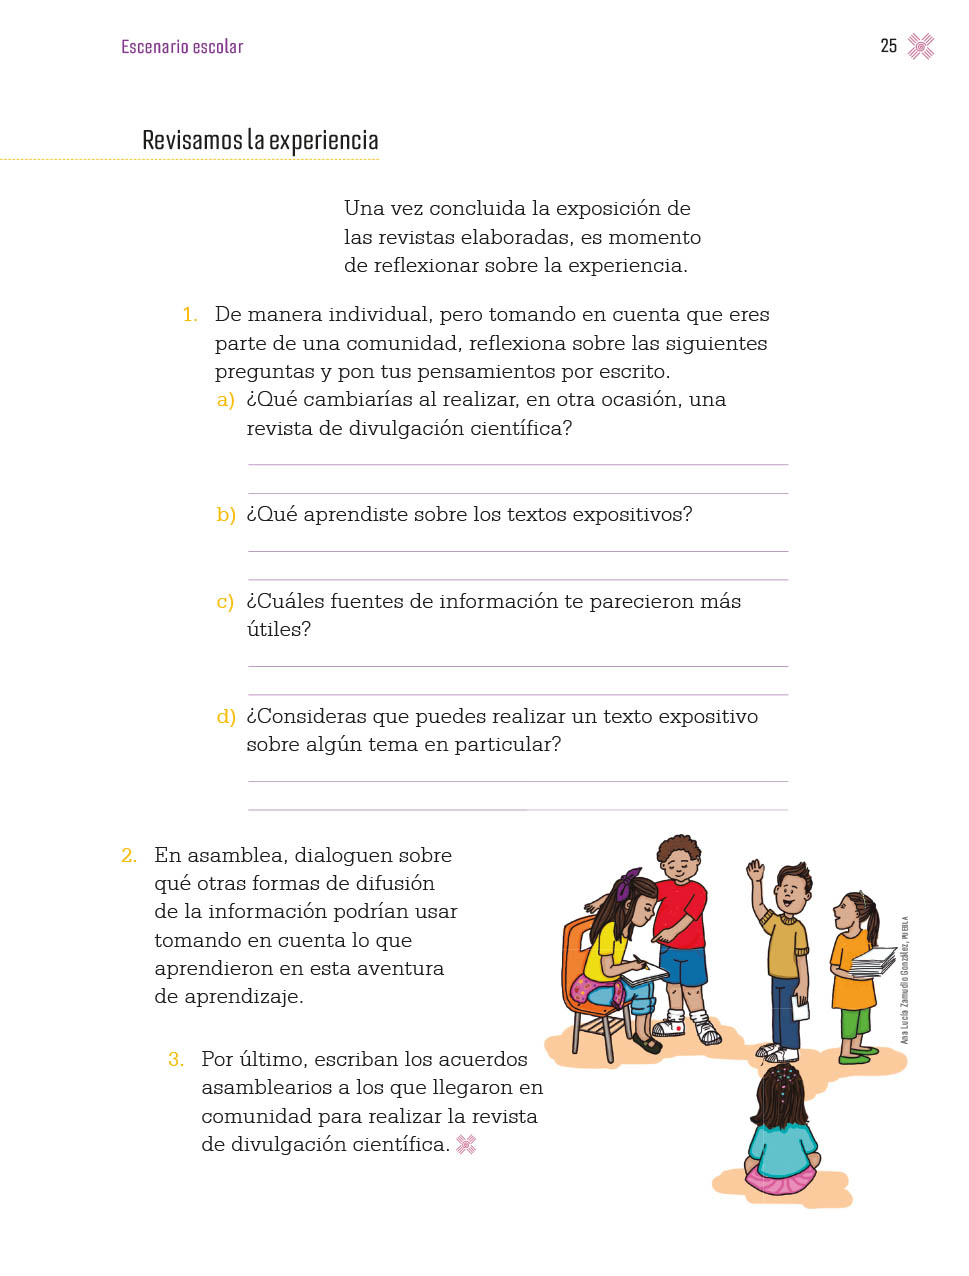 Escenario escolar
25
Revisamos la experiencia
Una vez concluida la exposición de
las revistas elaboradas, es momento
de reflexionar sobre la experiencia.
1. De manera individual, pero tomando en cuenta que eres
parte de una comunidad, reflexiona sobre las siguientes
preguntas y pon tus pensamientos por escrito.
a) ¿Qué cambiarías al realizar, en otra ocasión, una
revista de divulgación científica?
b) ¿Qué aprendiste sobre los textos expositivos?
c) ¿Cuáles fuentes de información te parecieron más
útiles?
d) ¿Consideras que puedes realizar un texto expositivo
sobre algún tema en particular?
2. En asamblea, dialoguen sobre
qué otras formas de difusión
de la información podrían usar
tomando en cuenta lo que
aprendieron en esta aventura
de aprendizaje.
3. Por último, escriban los acuerdos
asamblearios a los que llegaron en
comunidad para realizar la revista
de divulgación científica.
Ana Lucía Zamudio González, PUEBLA